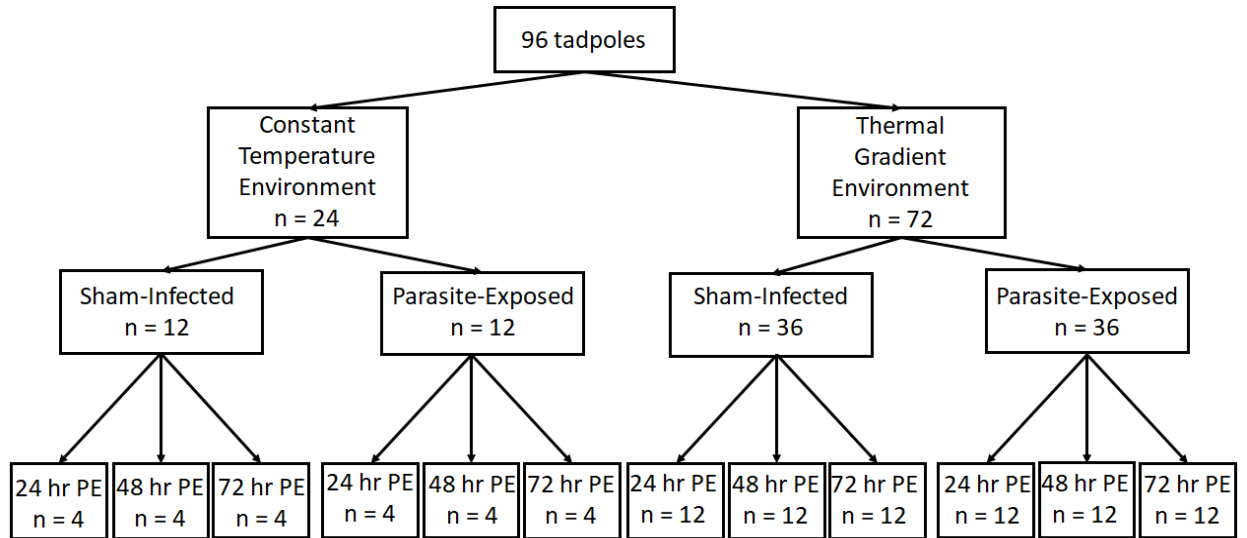 96 tadpoles
Constant
Temperature
Environment
n = 24
Thermal
Gradient
Environment
n = 72
Sham-Infected
n = 12
Parasite-Exposed
n = 12
Sham-Infected
n = 36
Parasite-Exposed
n = 36
24 hr PE
n = 4
48 hr PE
n = 4
72 hr PE
n = 4
24 hr PE
n = 4
48 hr PE
n = 4
72 hr PE
n = 4
24 hr PE
n = 12
48 hr PE
n = 12
72 hr PE
n = 12
24 hr PE
n = 12
48 hr PE
n = 12
72 hr PE
n = 12